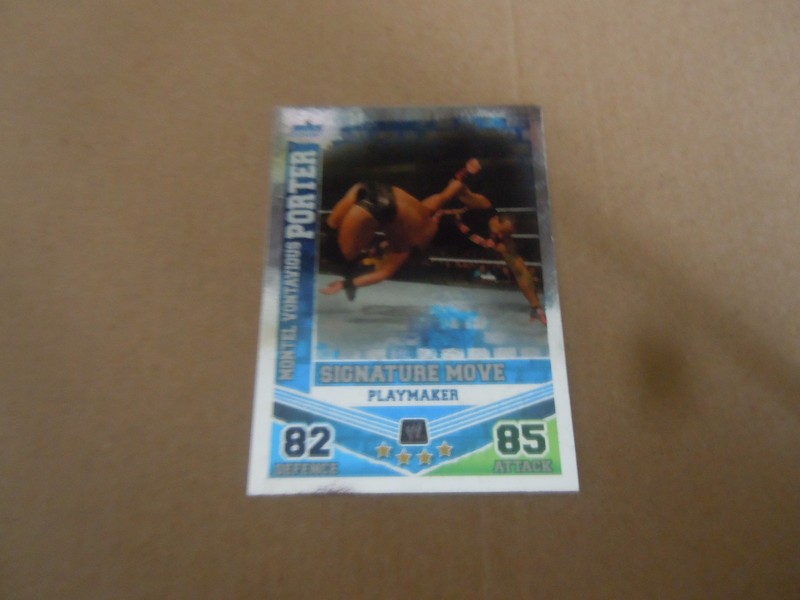 MONTEL VONTAVIOUS PORTER
SIGNATURE MOVE
PLAYMAKER
82
DEFENCE
85
ATTACK